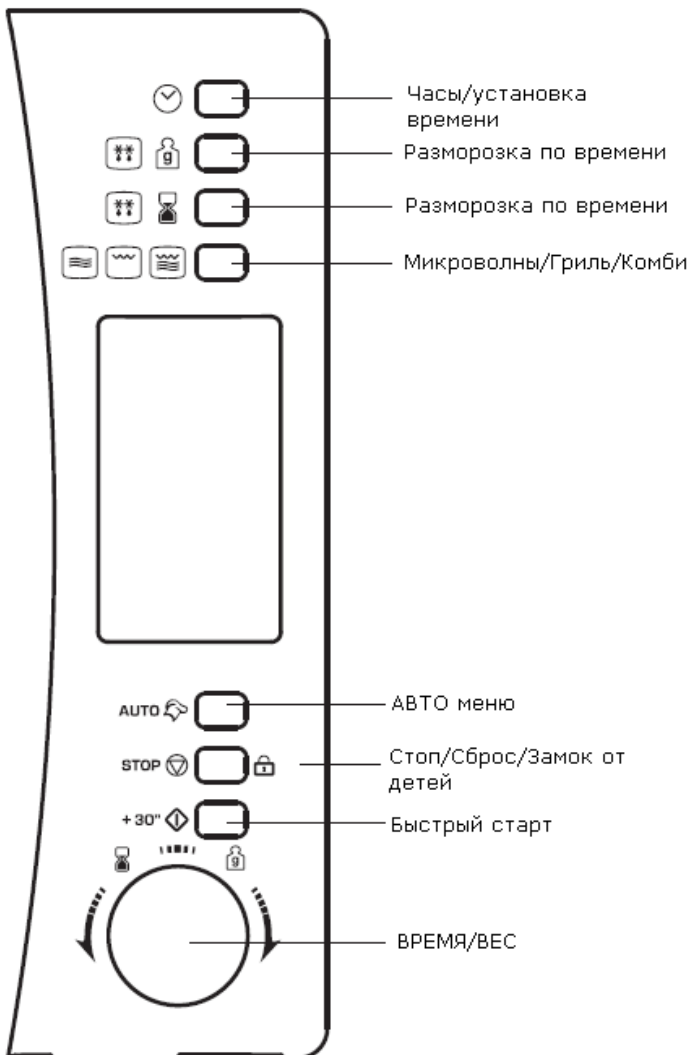 Часы/установка
времени
g
Разморозка по времени
Разморозка по времени
Микроволны/Гриль/Комби
AUTO
АВТО меню
STOP
Стоп/Сброс/Замок от
детей
+30"
Быстрый старт
g
ВРЕМЯ/ВЕС